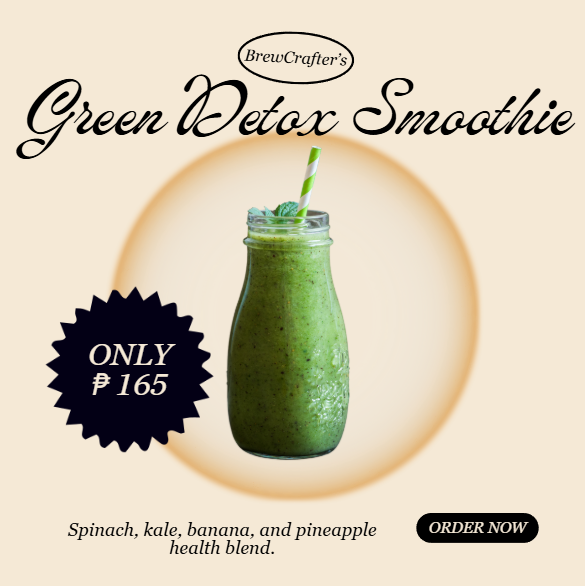 BrewCrafter's
Green Detox Smoothie
ONLY
₱ 165
Spinach, kale, banana, and pineapple
health blend.
ORDER NOW